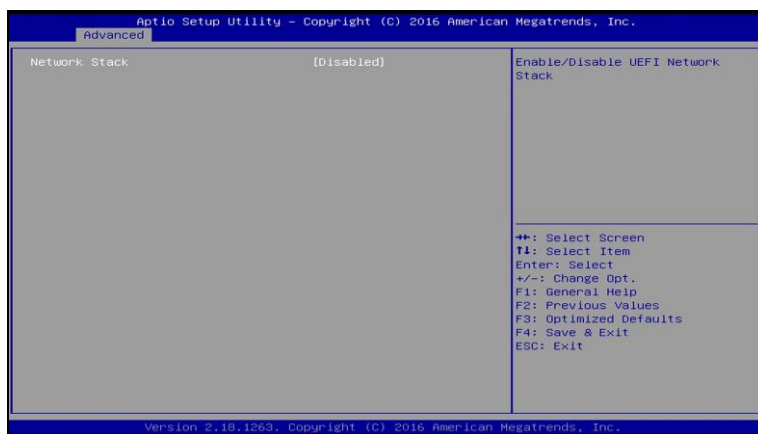 Aptio Setup Utility – Copyright (C) 2016 American Megatrends, Inc.
Advanced
Network Stack [Disabled]
Enable/Disable UEFI Network
Stack
→←: Select Screen
↑↓: Select Item
Enter: Select
+/-: Change Opt.
F1: General Help
F2: Previous Values
F3: Optimized Defaults
F4: Save & Exit
ESC: Exit
Version 2.18.1263. Copyright (C) 2016 American Megatrends, Inc.